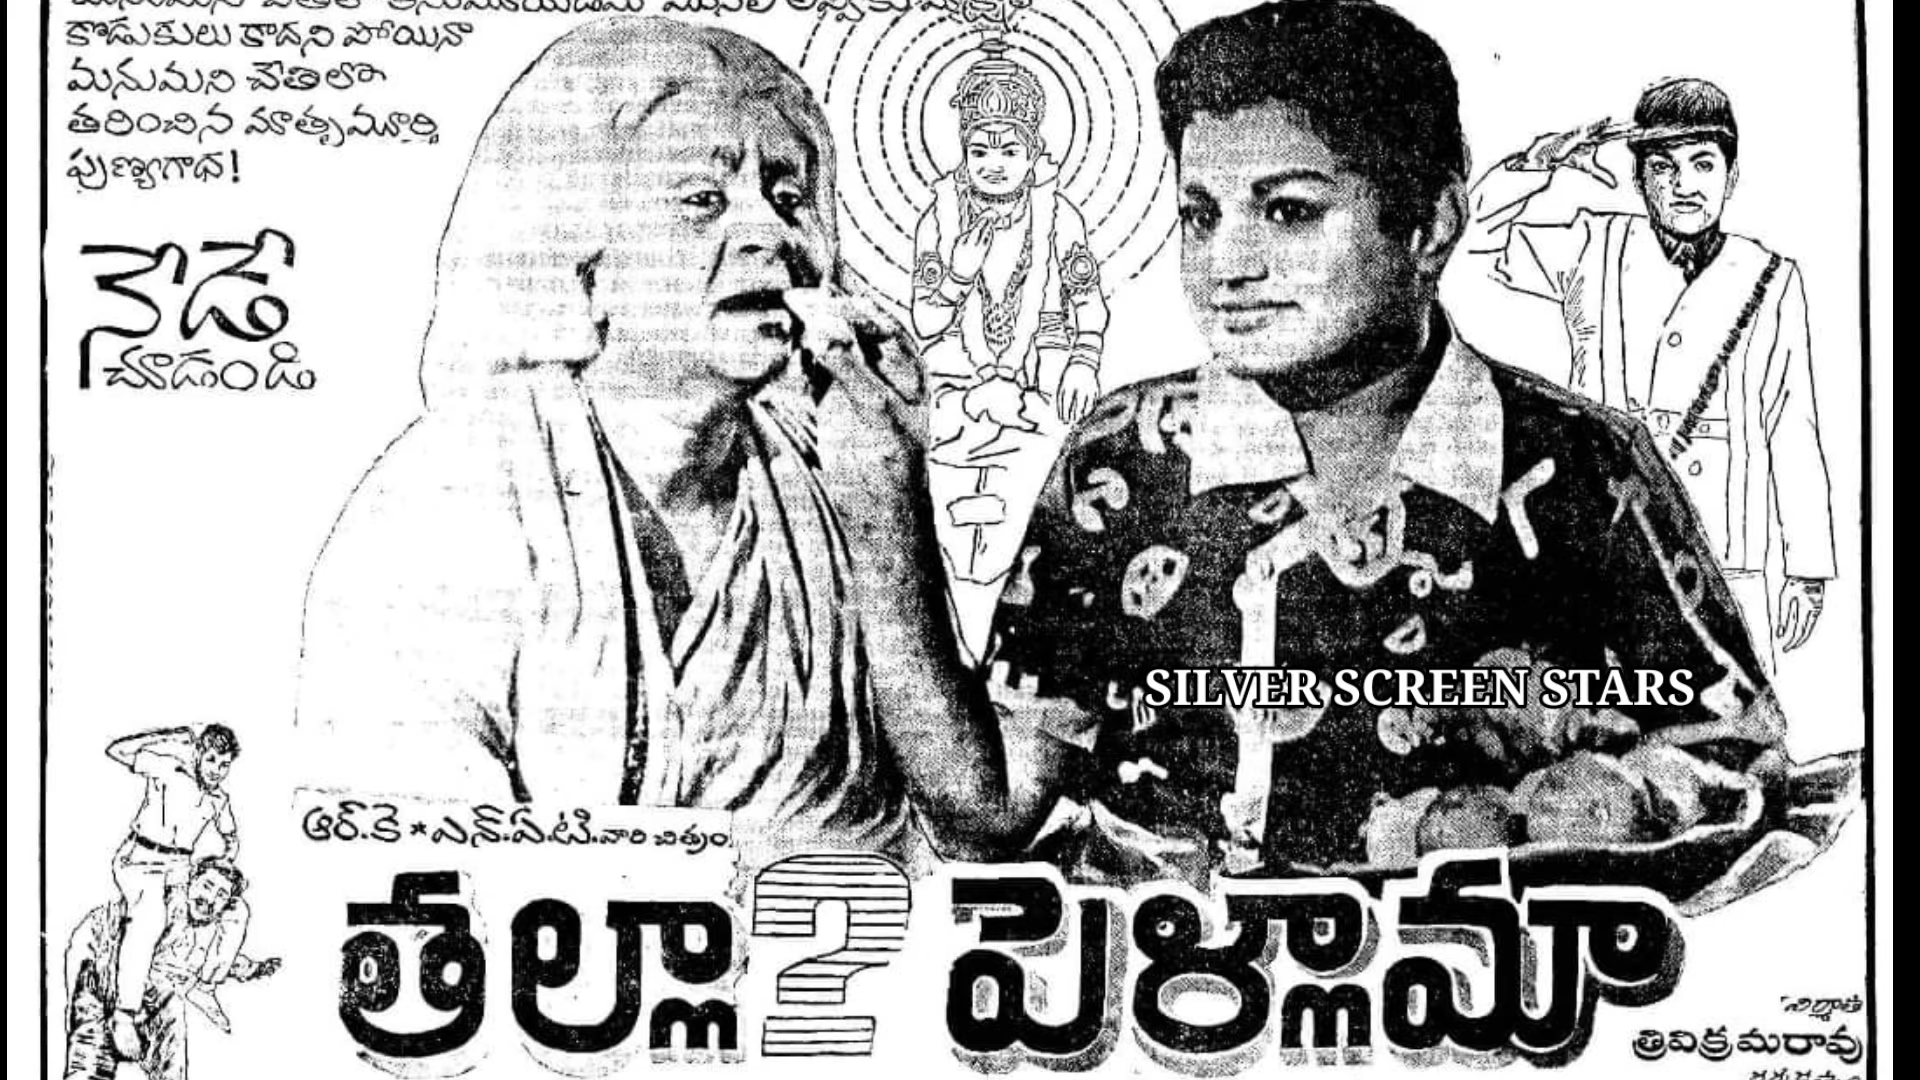 కొడుకులు కాదని పోయినా
మనుమని చేతిలో
తరించిన మాతృమూర్తి
పుణ్యగాధ!
నేడే
చూడండి
SILVER SCREEN STARS
ఆర్.కె * ఎన్.ఏ.టి. వారి చిత్రం
తల్లా ? పెళ్లామా
నిర్మాత
త్రివిక్రమరావు